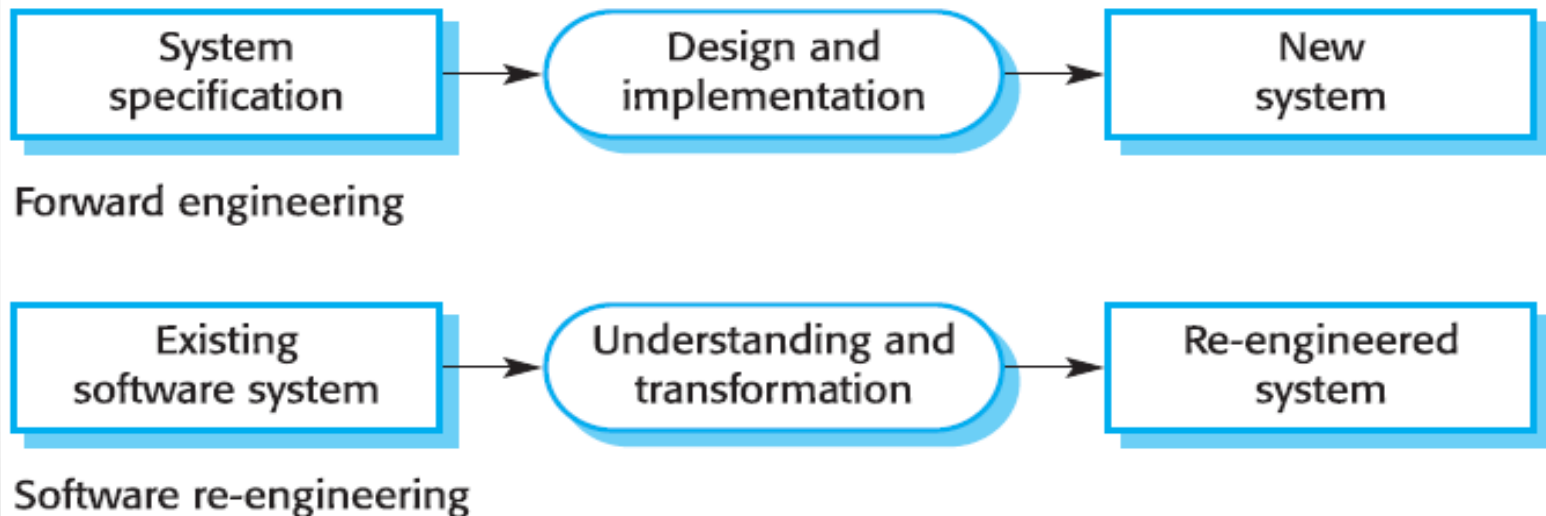 System
specification
Design and
implementation
New
system
Forward engineering
Existing
software system
Understanding and
transformation
Re-engineered
system
Software re-engineering